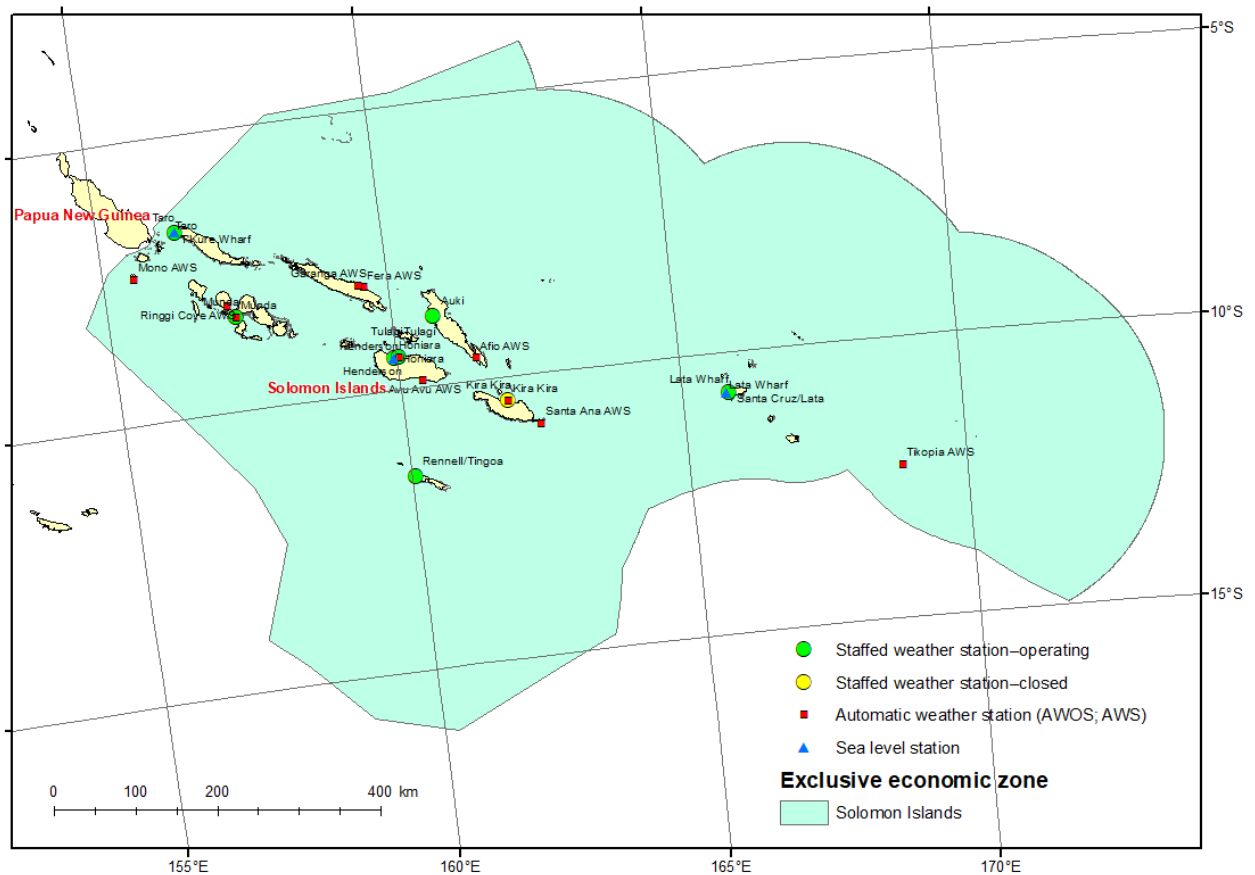 5°S
Papua New Guinea
Taro
Taro
Tikure Wharf
Mono AWS
Garanga AWS
Fera AWS
Munda
Munda
Ringgi Cove AWS
Auki
10°S
Tulagi
Tulagi
Henderson
Honiara
Honiara
Henderson
Afio AWS
Solomon Islands
Avu Avu AWS
Kira Kira
Kira Kira
Lata Wharf
Lata Wharf
Santa Cruz/Lata
Santa Ana AWS
Rennell/Tingoa
Tikopia AWS
15°S
Staffed weather station–operating
Staffed weather station–closed
Automatic weather station (AWOS; AWS)
Sea level station
Exclusive economic zone
Solomon Islands
0 100 200 400 km
155°E 160°E 165°E 170°E